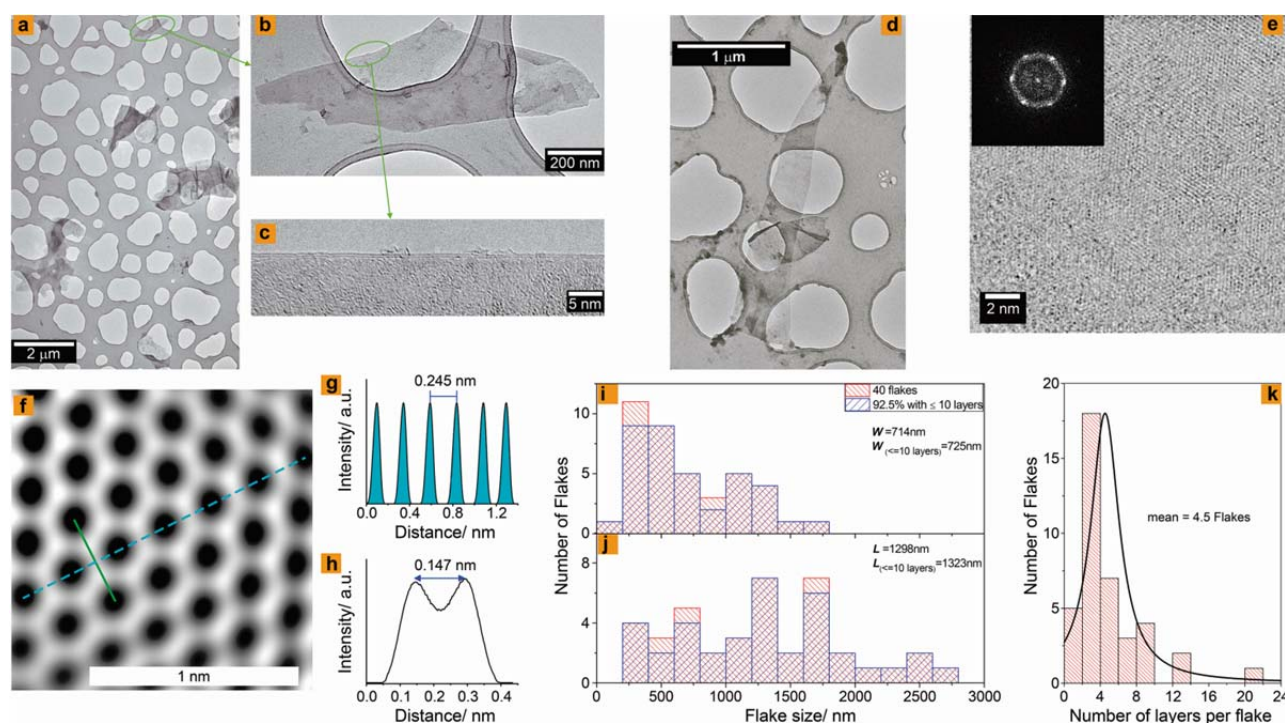 a
2 μm
b
200 nm
c
5 nm
d
1 μm
e
2 nm
f
1 nm
g
0.245 nm
Intensity/ a.u.
0.0 0.4 0.8 1.2
Distance/ nm
h
0.147 nm
Intensity/ a.u.
0.0 0.1 0.2 0.3 0.4
Distance/ nm
i
40 flakes
92.5% with ≤ 10 layers
W =714nm
W (<=10 layers)=725nm
10
5
0
Number of Flakes
j
L =1298nm
L(<=10 layers)=1323nm
8
4
0
0 500 1000 1500 2000 2500 3000
Flake size/ nm
k
20
15
10
5
0
Number of Flakes
mean = 4.5 Flakes
0 4 8 12 16 20 24
Number of layers per flake